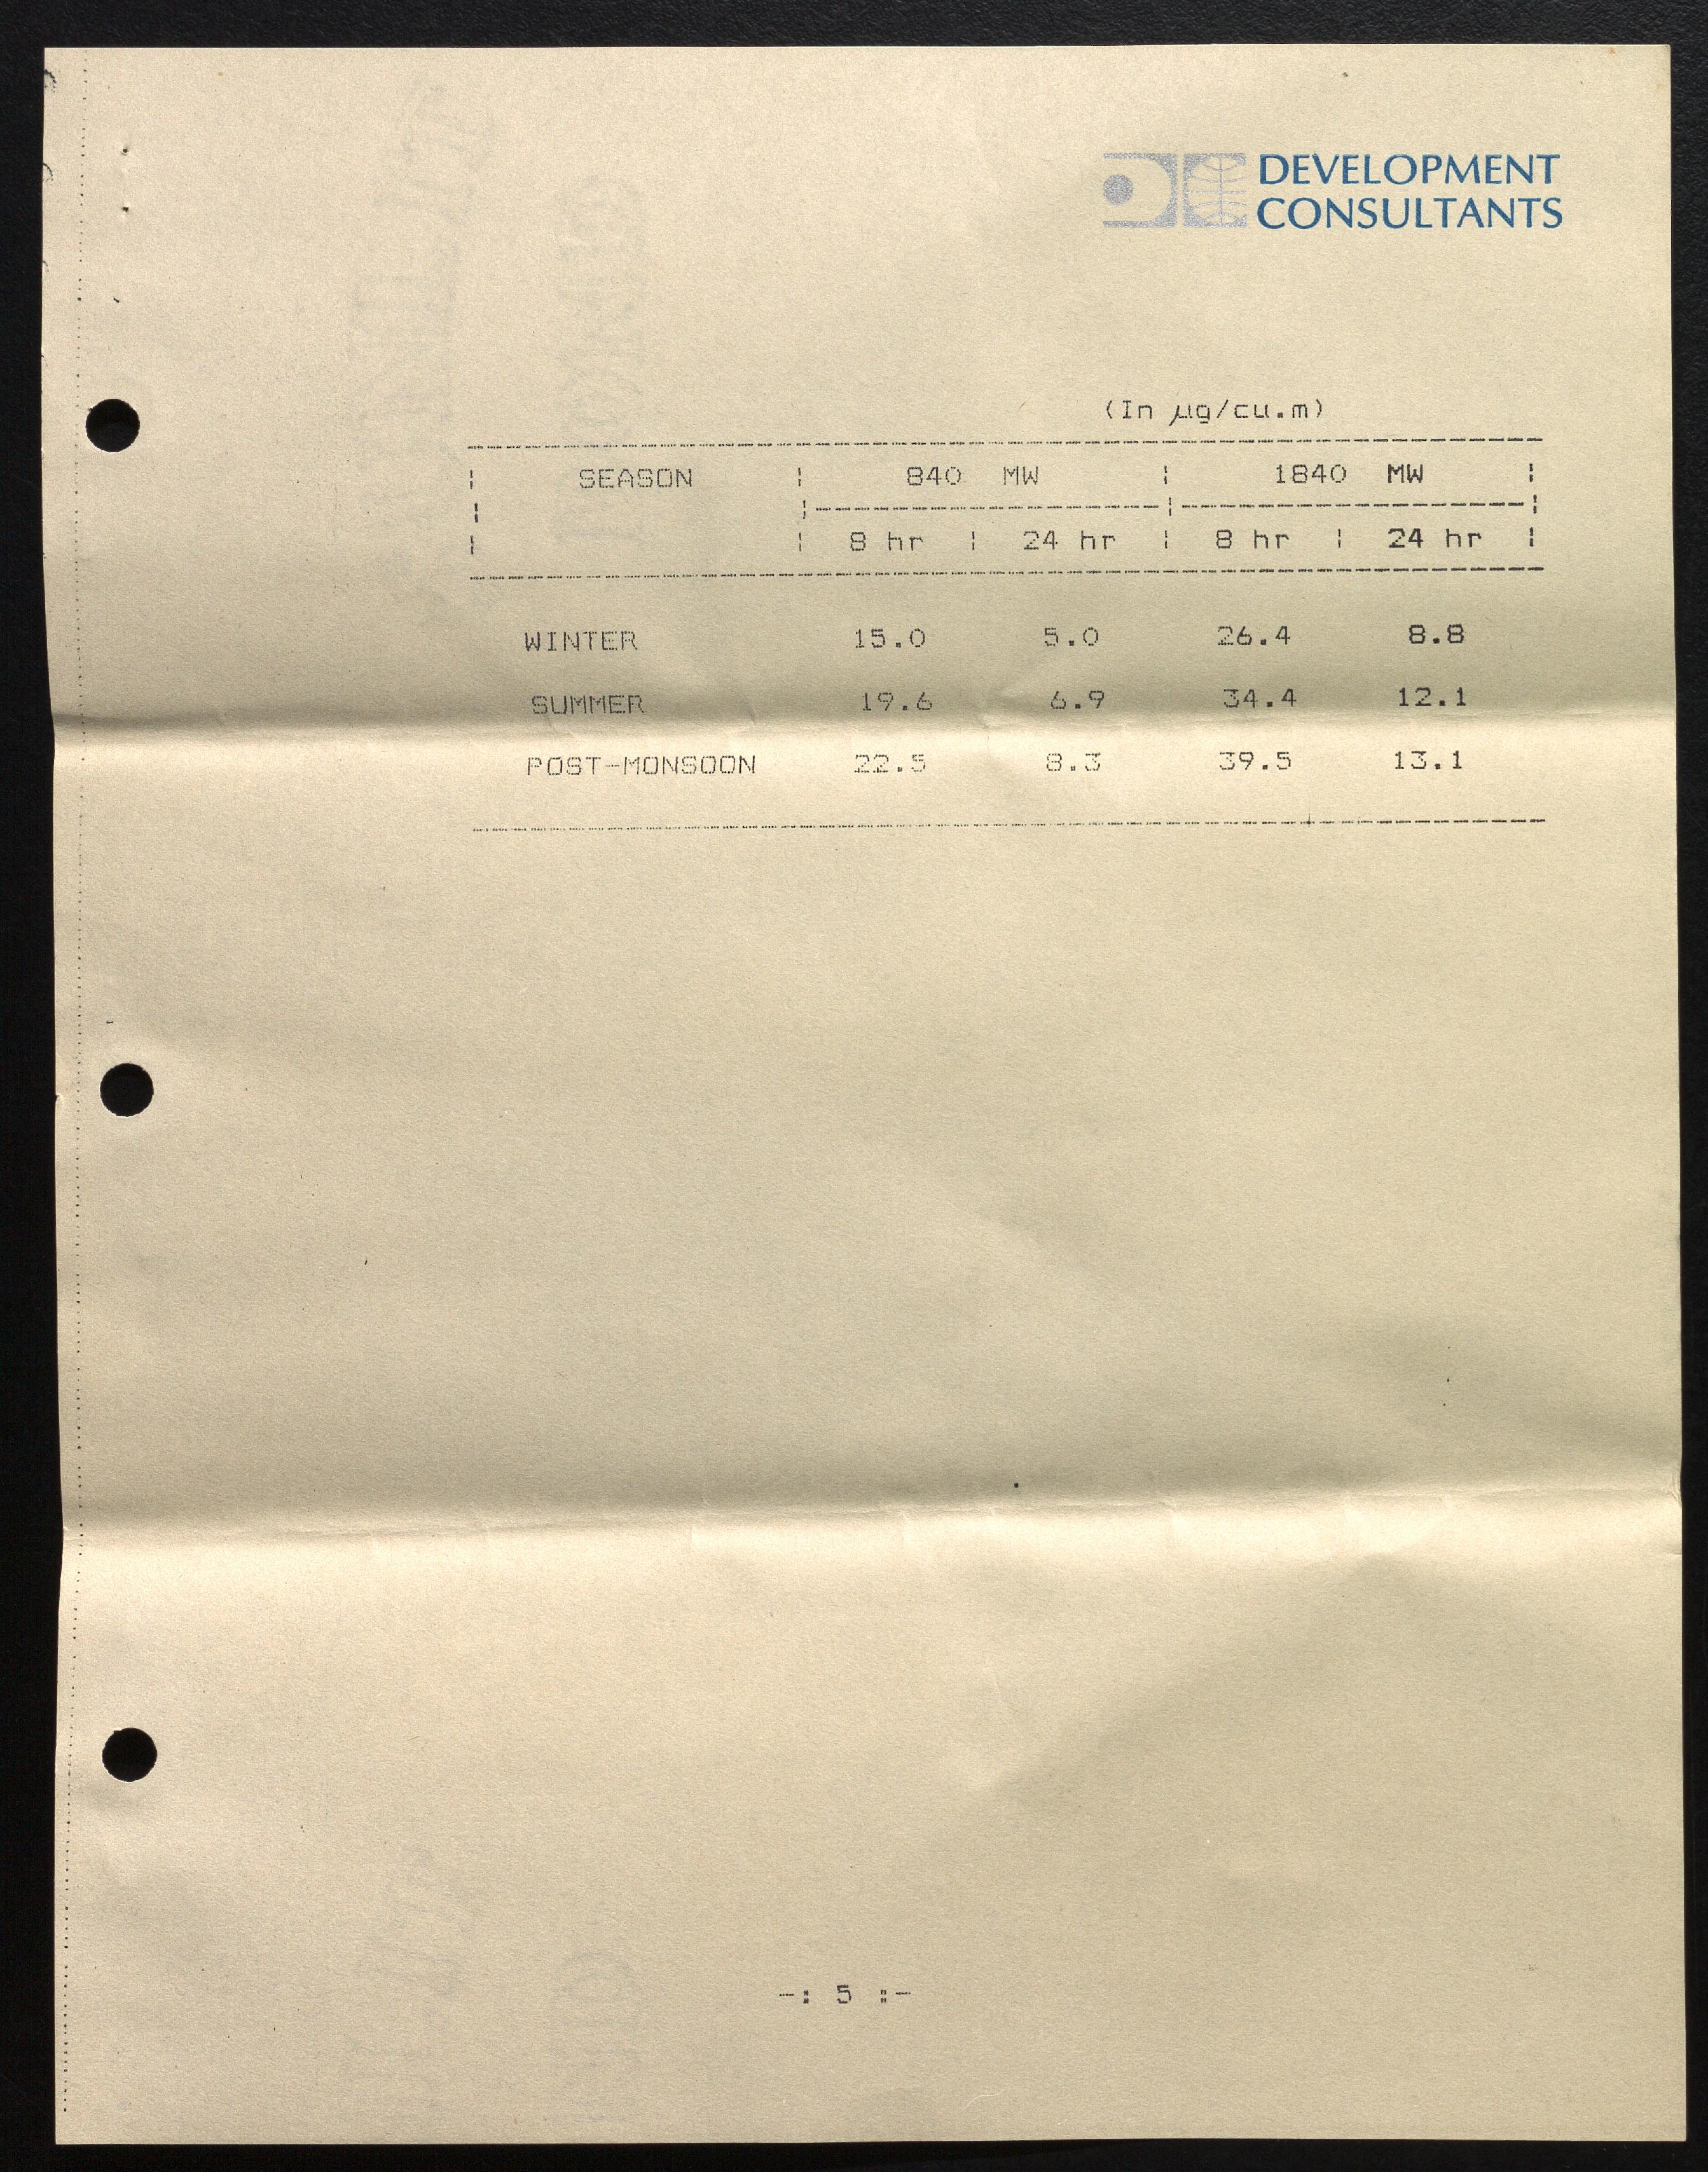 DEVELOPMENT
CONSULTANTS
(In µg/cu.m)
SEASON 840 MW 1840 MW
8 hr 24 hr 8 hr 24 hr
WINTER 15.0 5.0 26.4 8.8
SUMMER 19.6 6.9 34.4 12.1
POST-MONSOON 22.5 8.3 39.5 13.1
-: 5 :-